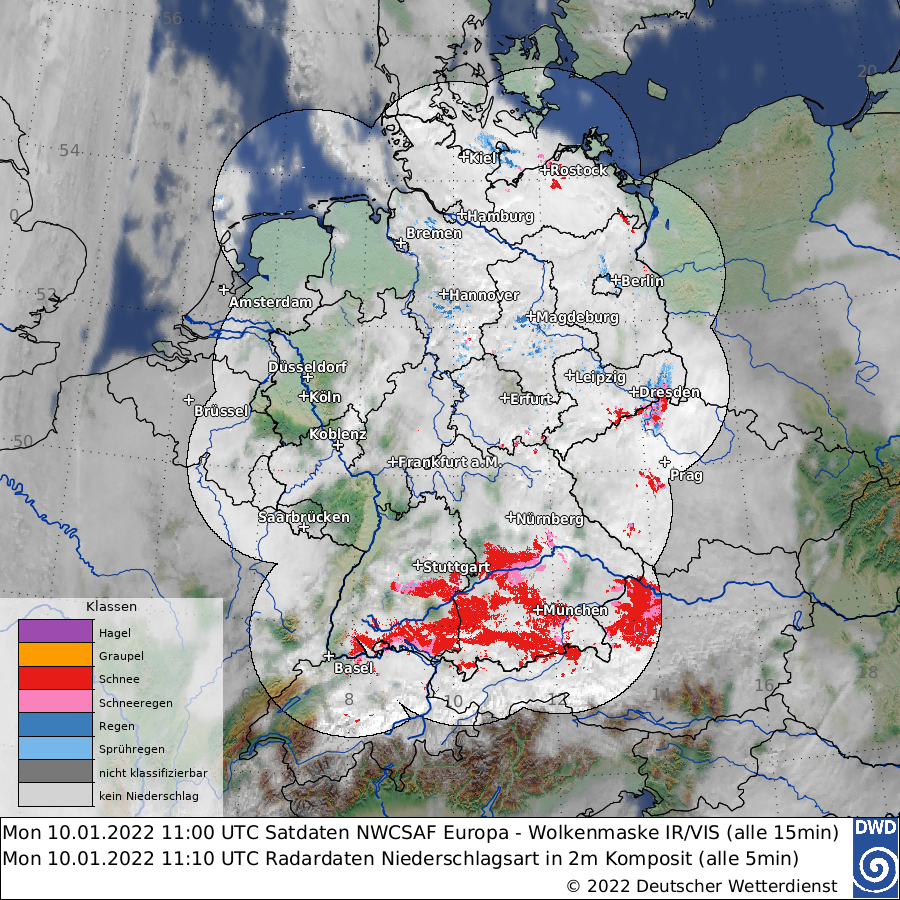 56
20
54
Kiel
Rostock
0
Hamburg
Bremen
52
Berlin
Amsterdam
Hannover
Magdeburg
Düsseldorf
Leipzig
Köln
Erfurt
Dresden
Brüssel
50
Koblenz
Frankfurt a.M.
Prag
Saarbrücken
Nürnberg
Stuttgart
München
Basel
6
8
10
12
14
16
18
Klassen
Hagel
Graupel
Schnee
Schneeregen
Regen
Sprühregen
nicht klassifizierbar
kein Niederschlag
Mon 10.01.2022 11:00 UTC Satdaten NWCSAF Europa - Wolkenmaske IR/VIS (alle 15min)
Mon 10.01.2022 11:10 UTC Radardaten Niederschlagsart in 2m Komposit (alle 5min)
© 2022 Deutscher Wetterdienst
DWD